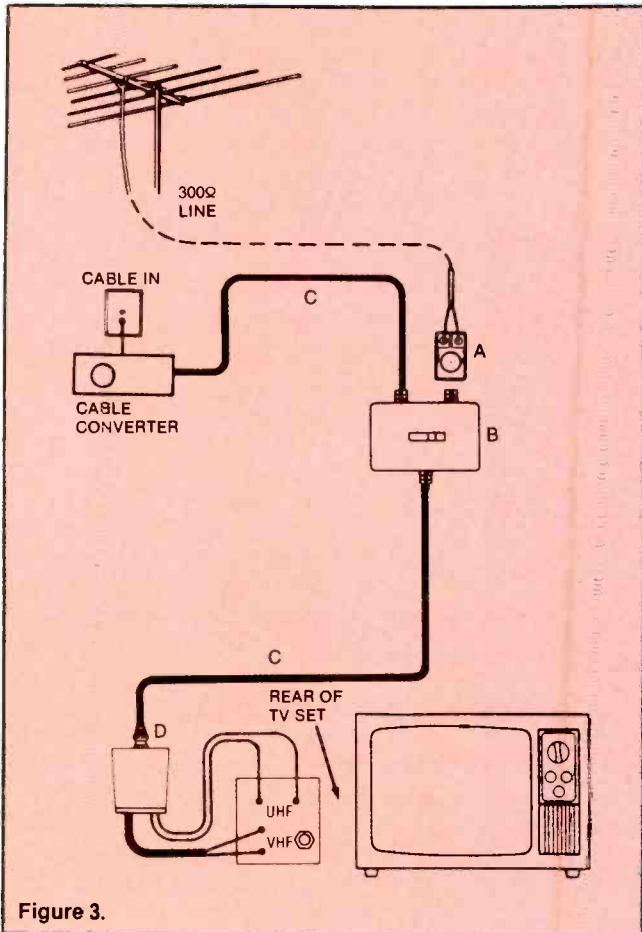 300Ω
LINE
CABLE IN
C
A
CABLE
CONVERTER
B
C
REAR OF
TV SET
D
UHF
VHF
Figure 3.